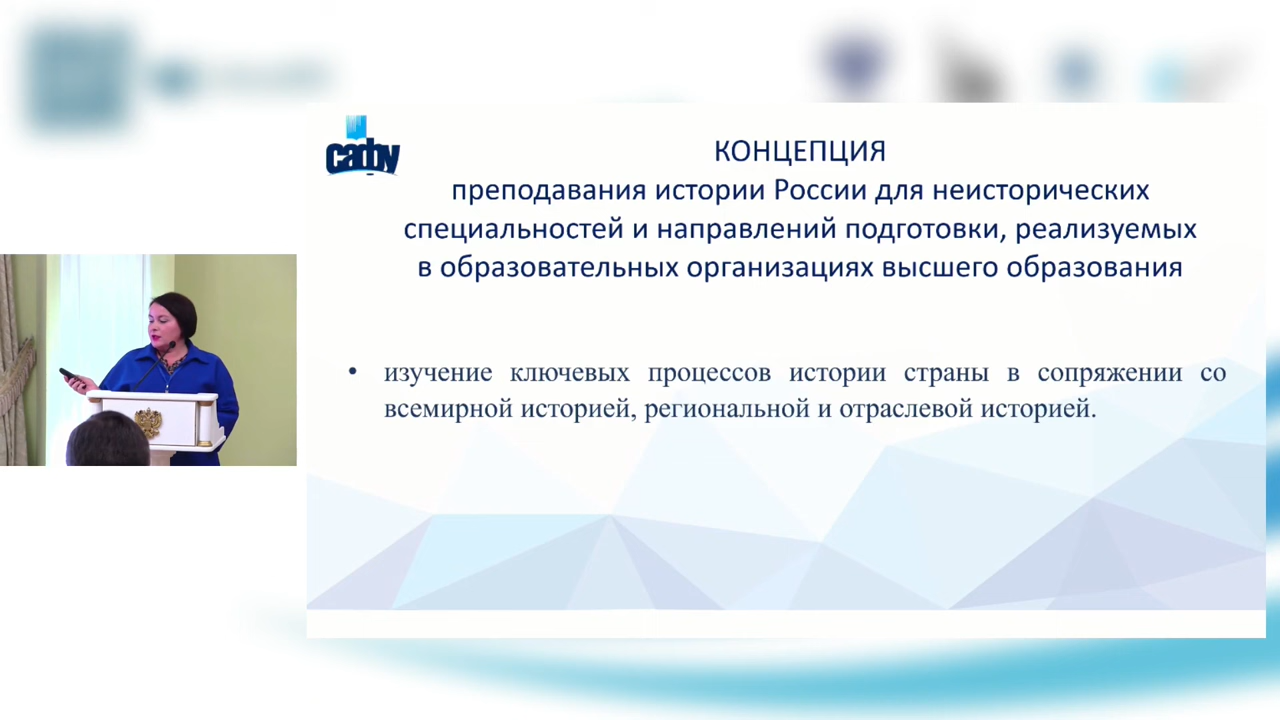 сафу
КОНЦЕПЦИЯ
преподавания истории России для неисторических
специальностей и направлений подготовки, реализуемых
в образовательных организациях высшего образования
• изучение ключевых процессов истории страны в сопряжении со
всемирной историей, региональной и отраслевой историей.